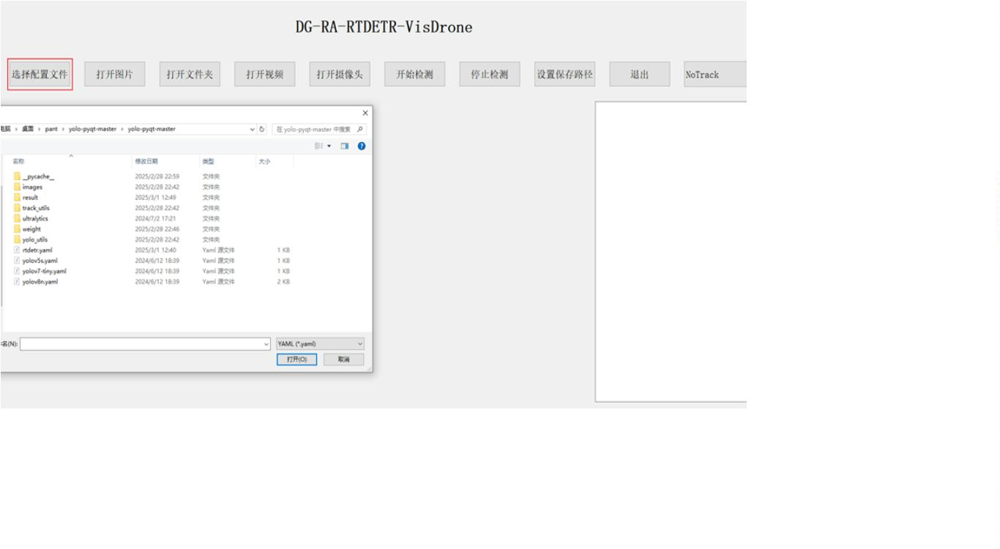 DG-RA-RTDETR-VisDrone
选择配置文件 打开图片 打开文件夹 打开视频 打开摄像头 开始检测 停止检测 设置保存路径 退出 NoTrack
电脑 › 桌面 › pant › yolo-pyqt-master › yolo-pyqt-master 在 yolo-pyqt-master 中搜索
名称 修改日期 类型 大小
__pycache__ 2025/2/28 22:59 文件夹
images 2025/2/28 22:42 文件夹
result 2025/3/1 12:49 文件夹
track_utils 2025/2/28 22:42 文件夹
ultralytics 2024/7/2 17:21 文件夹
weight 2025/2/28 22:46 文件夹
yolo_utils 2025/2/28 22:42 文件夹
rtdetr.yaml 2025/3/1 12:40 Yaml 源文件 1 KB
yolov5s.yaml 2024/6/12 18:39 Yaml 源文件 1 KB
yolov7-tiny.yaml 2024/6/12 18:39 Yaml 源文件 1 KB
yolov8n.yaml 2024/6/12 18:39 Yaml 源文件 2 KB
名(N): YAML (*.yaml)
打开(O) 取消